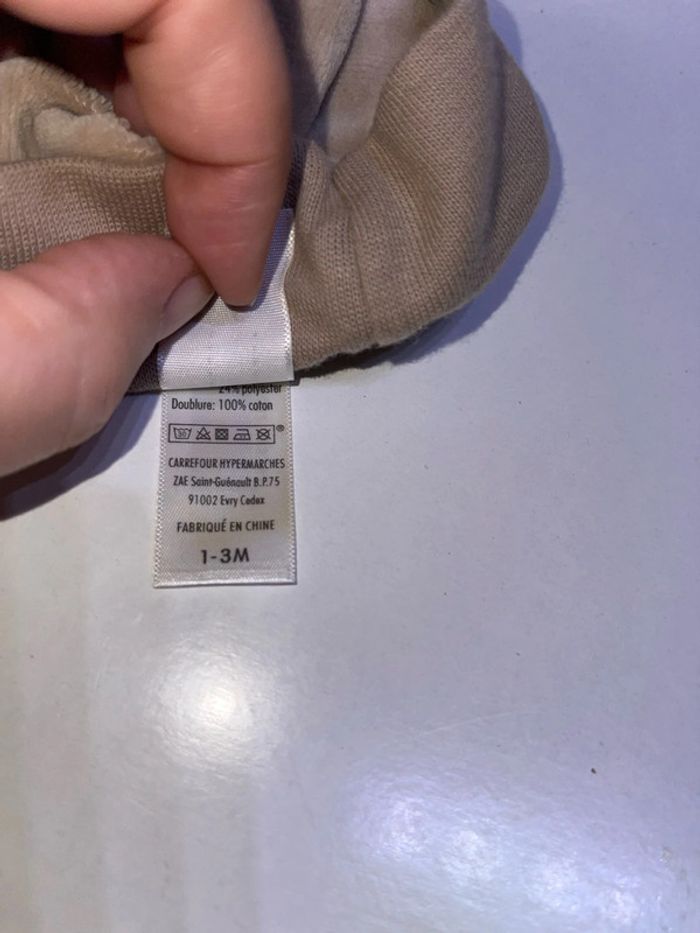 24% polyester
Doublure: 100% coton
CARREFOUR HYPERMARCHES
ZAE Saint-Guénault B.P.75
91002 Evry Cedex
FABRIQUÉ EN CHINE
1-3M